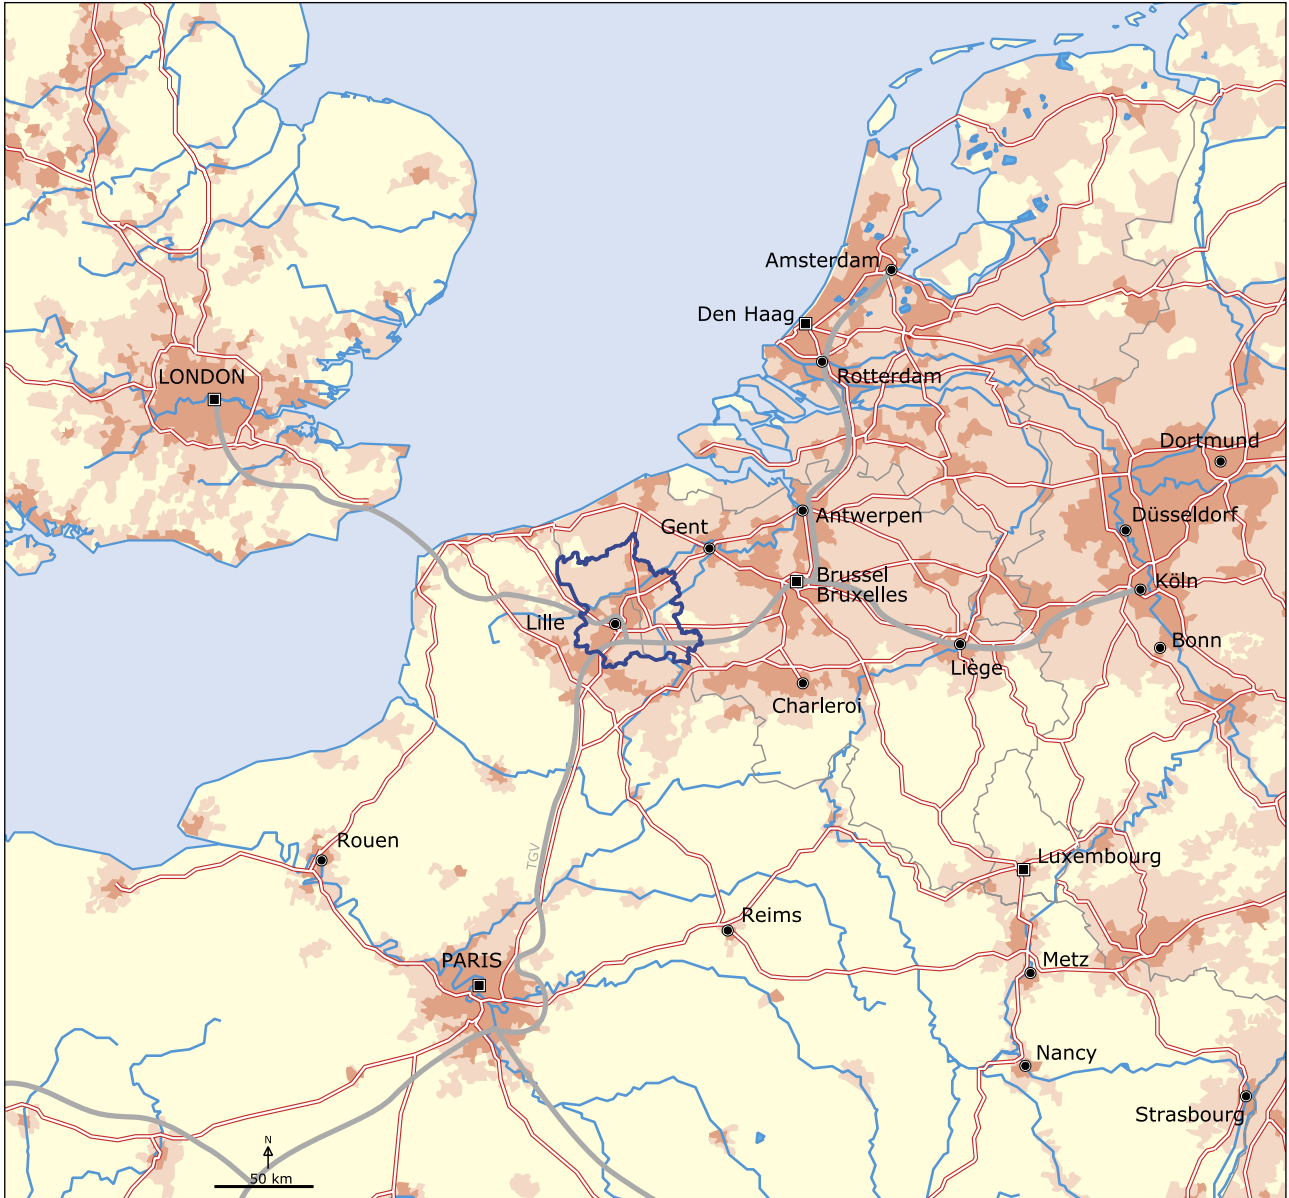 Amsterdam
Den Haag
LONDON
Rotterdam
Dortmund
Gent
Antwerpen
Düsseldorf
Brussel
Bruxelles
Köln
Lille
Bonn
Liège
Charleroi
Rouen
TGV
Luxembourg
Reims
PARIS
Metz
Nancy
Strasbourg
N
50 km